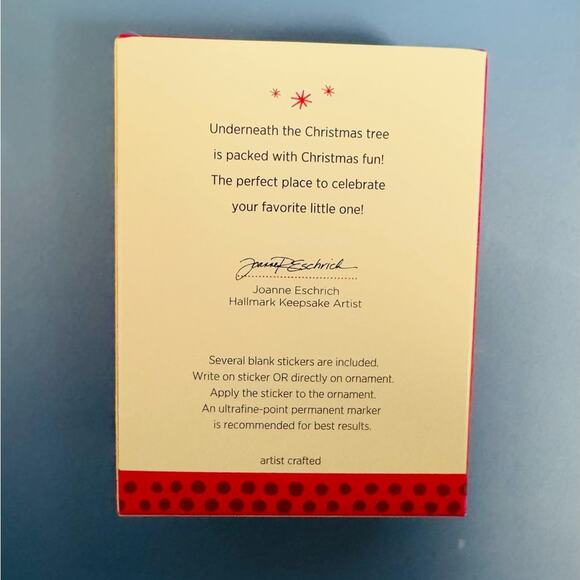 Underneath the Christmas tree
is packed with Christmas fun!
The perfect place to celebrate
your favorite little one!
Joanne Eschrich
Joanne Eschrich
Hallmark Keepsake Artist
Several blank stickers are included.
Write on sticker OR directly on ornament.
Apply the sticker to the ornament.
An ultrafine-point permanent marker
is recommended for best results.
artist crafted